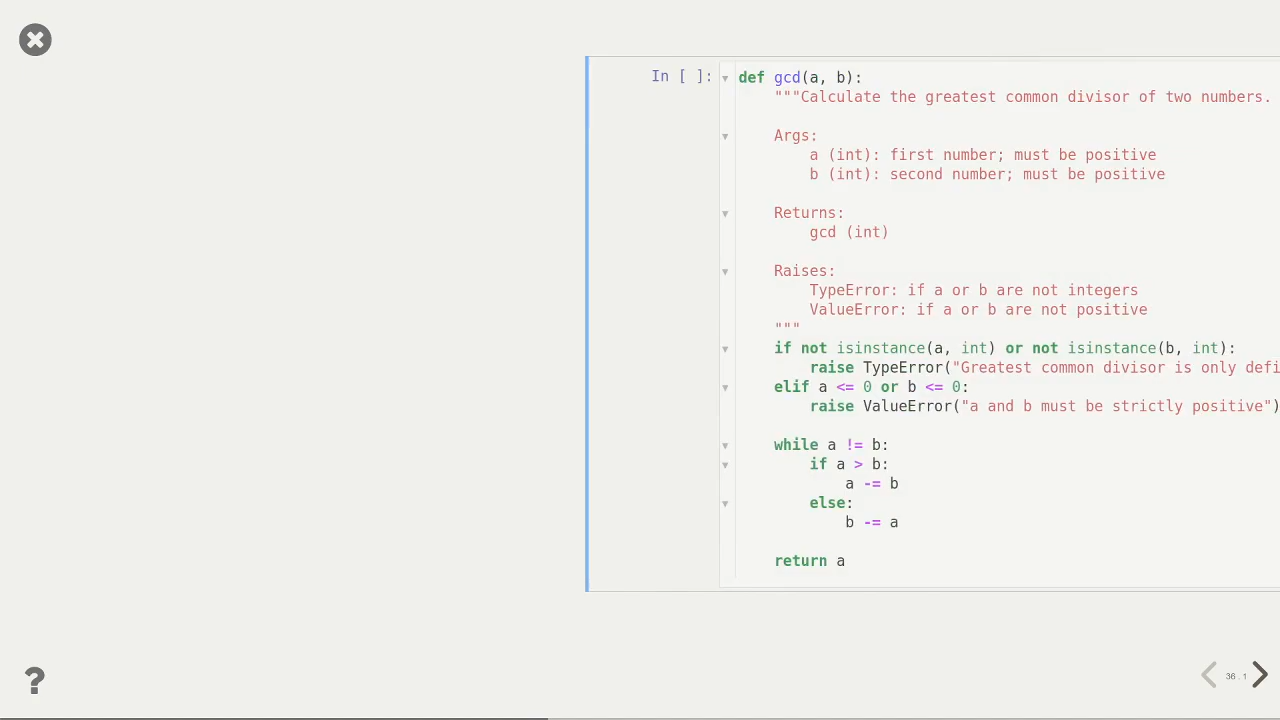 In [ ]:
def gcd(a, b):
"""Calculate the greatest common divisor of two numbers.
Args:
a (int): first number; must be positive
b (int): second number; must be positive
Returns:
gcd (int)
Raises:
TypeError: if a or b are not integers
ValueError: if a or b are not positive
"""
if not isinstance(a, int) or not isinstance(b, int):
raise TypeError("Greatest common divisor is only defi
elif a <= 0 or b <= 0:
raise ValueError("a and b must be strictly positive")
while a != b:
if a > b:
a -= b
else:
b -= a
return a
?
36.1